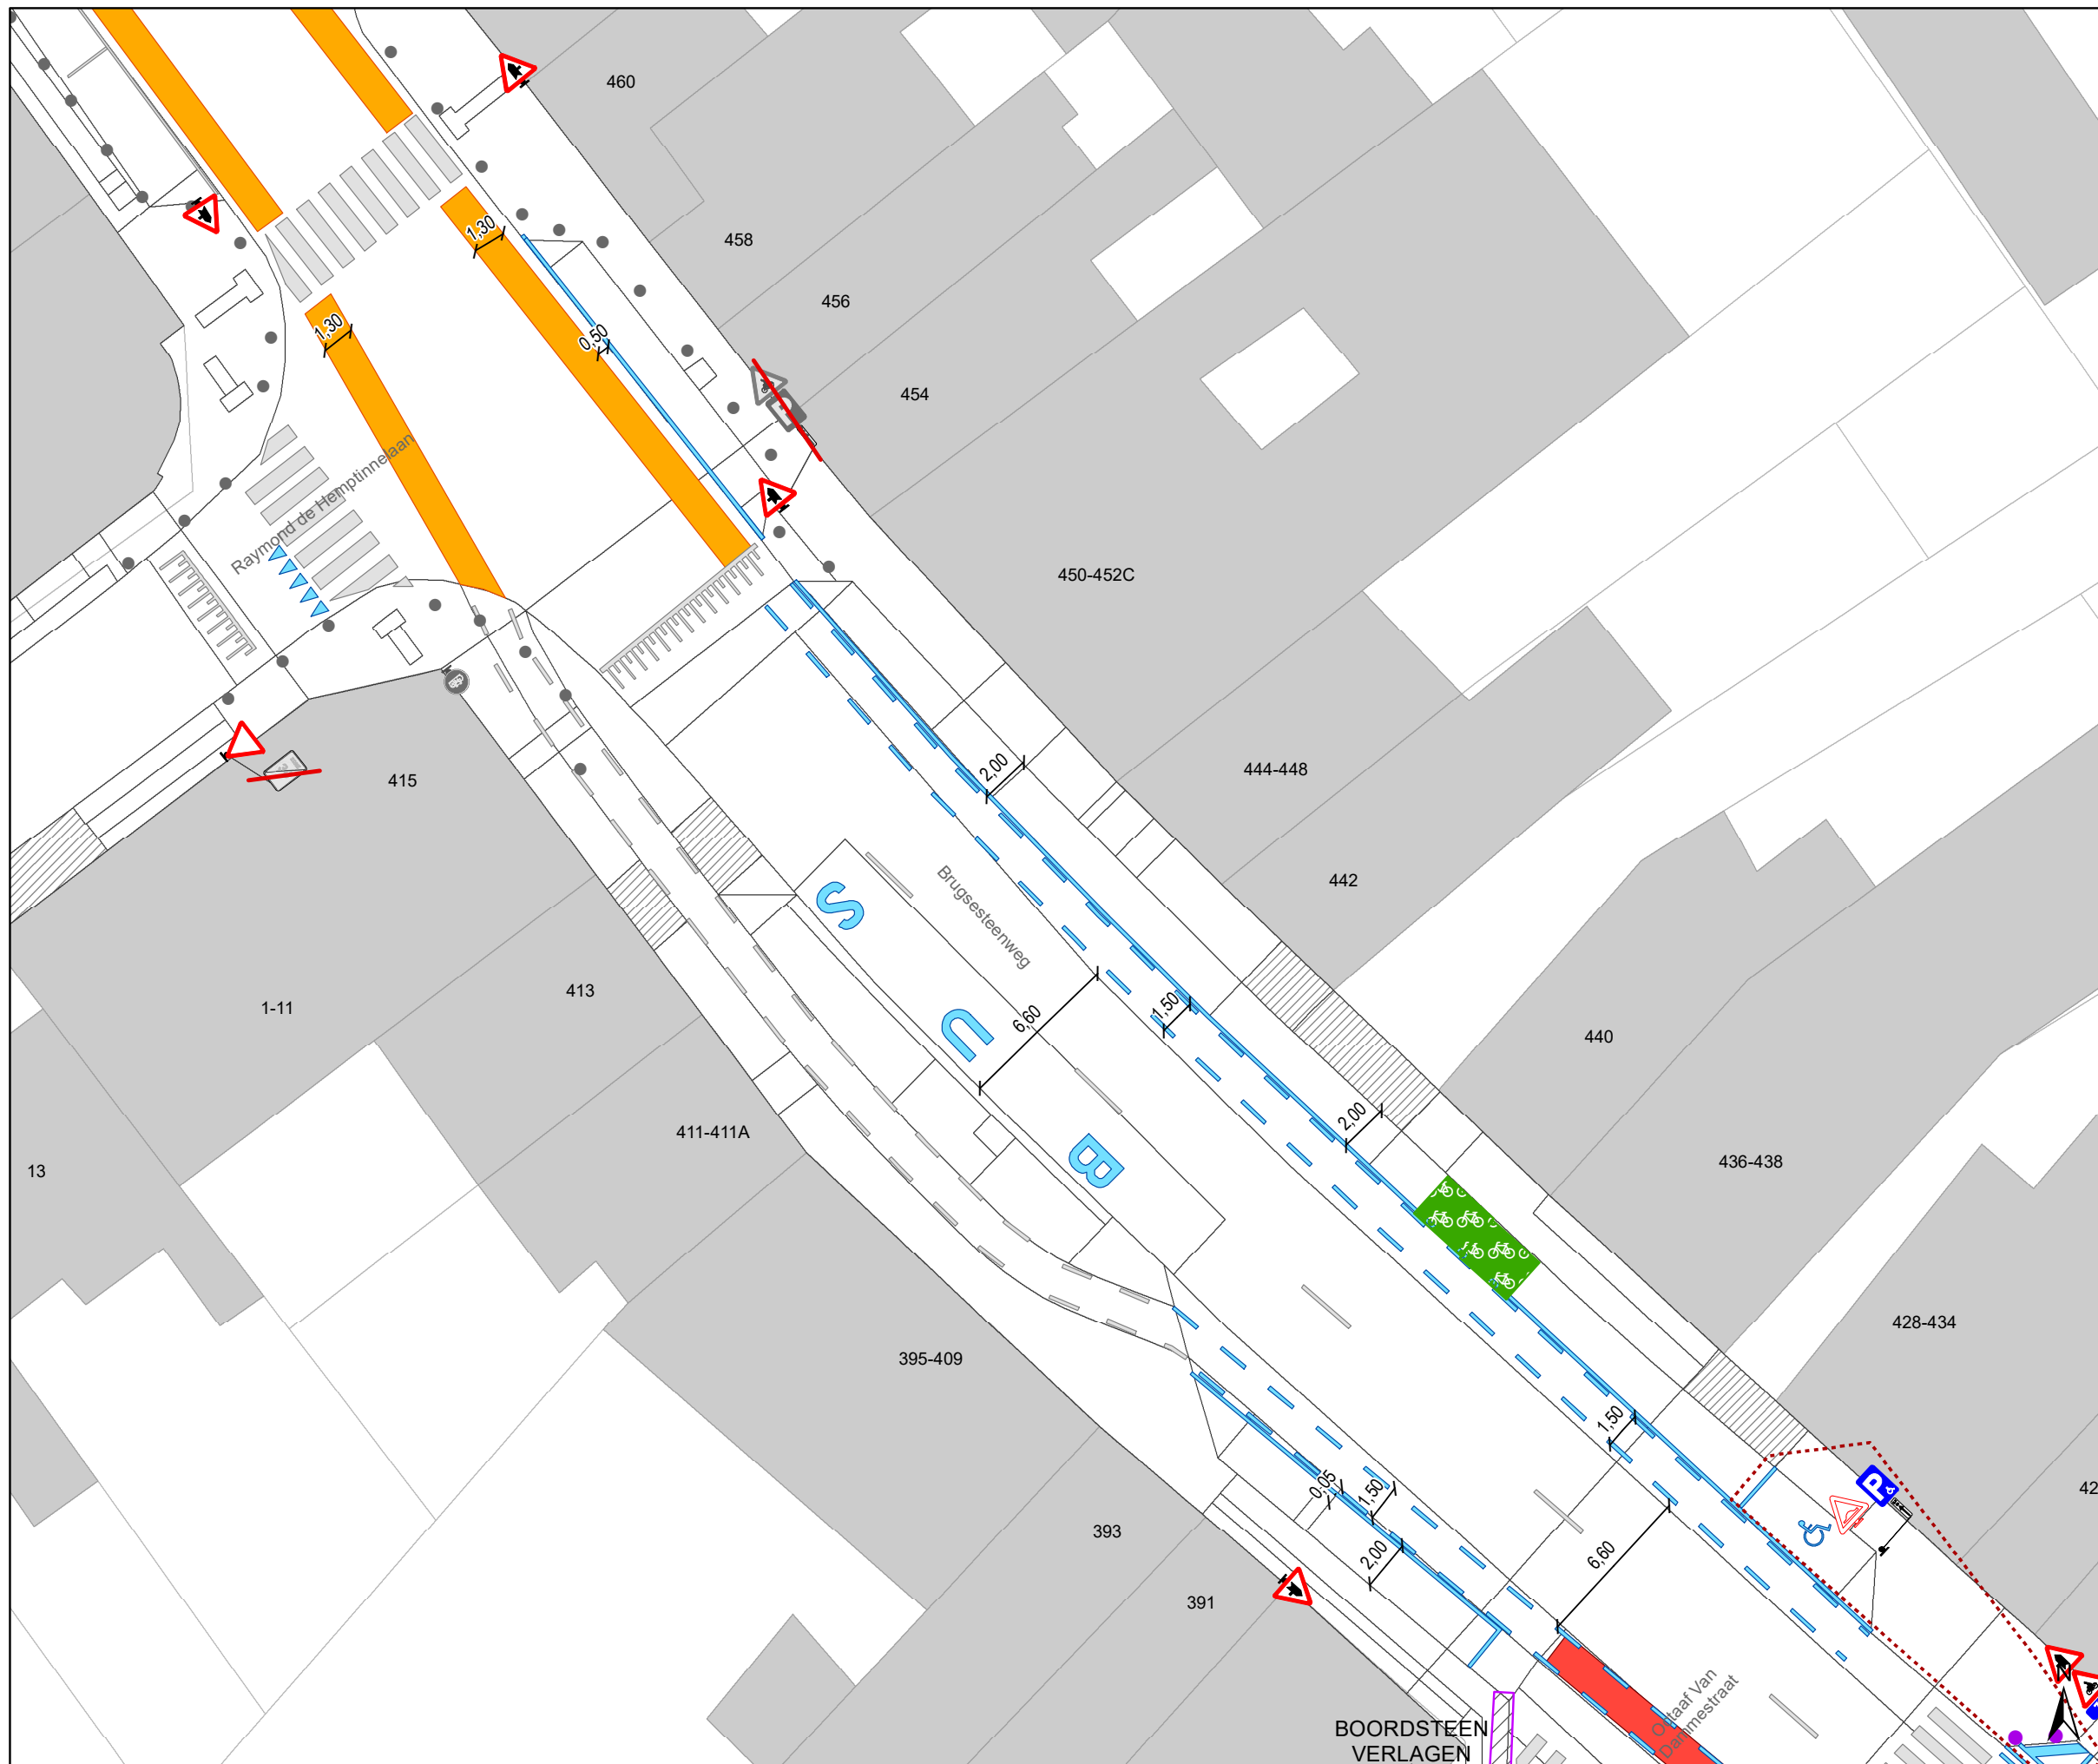 460
1,30
458
456
1,30
0,50
454
Raymond de Hemptinnelaan
450-452C
2,00
444-448
415
442
S
Brugsesteenweg
1-11
413
U
6,60
1,50
440
411-411A
2,00
B
436-438
13
428-434
395-409
1,50
42
0,05
1,50
P
393
2,00
6,60
391
Octaaf Van
Dammestraat
N
BOORDSTEEN
VERLAGEN